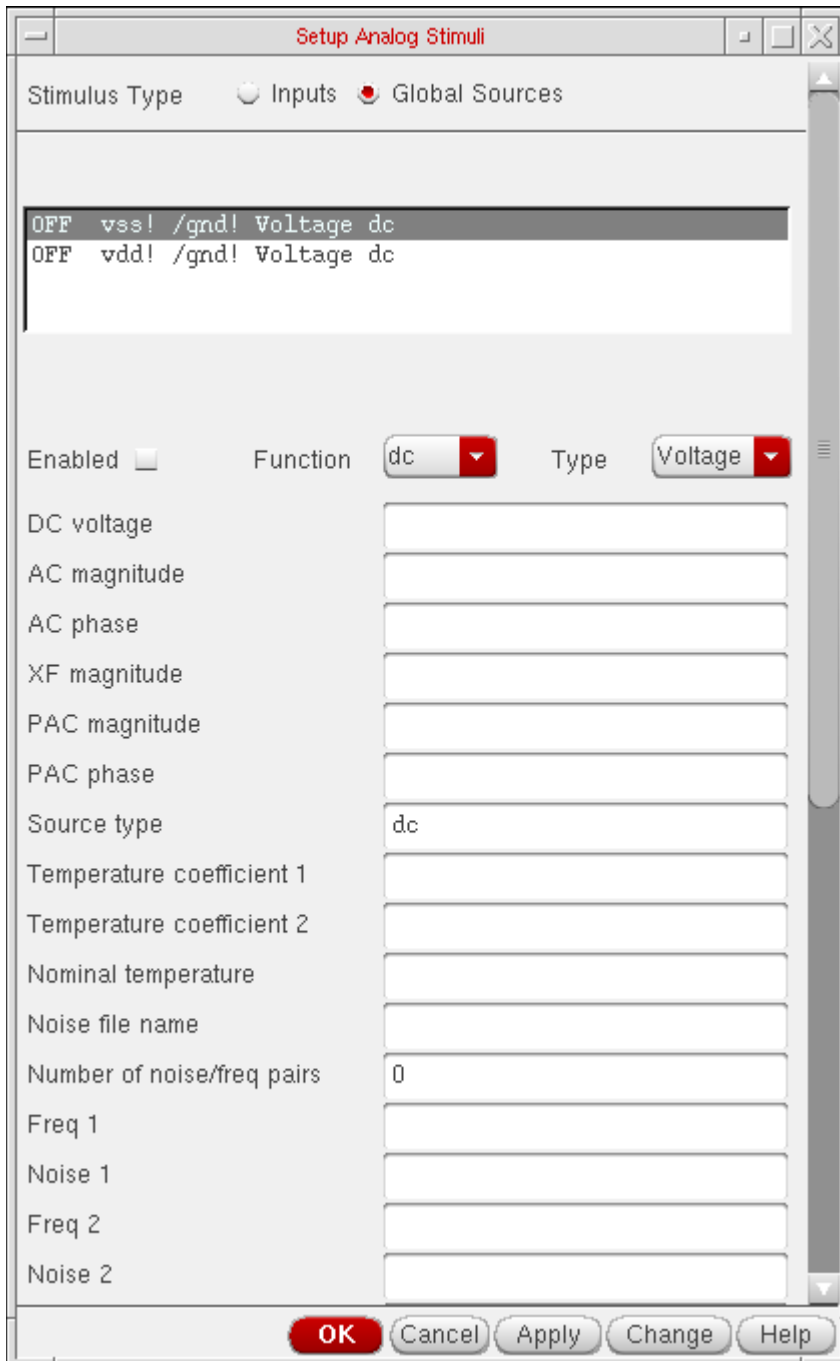 Setup Analog Stimuli
Stimulus Type Inputs Global Sources
OFF vss! /gnd! Voltage dc
OFF vdd! /gnd! Voltage dc
Enabled Function dc Type Voltage
DC voltage
AC magnitude
AC phase
XF magnitude
PAC magnitude
PAC phase
Source type dc
Temperature coefficient 1
Temperature coefficient 2
Nominal temperature
Noise file name
Number of noise/freq pairs 0
Freq 1
Noise 1
Freq 2
Noise 2
OK Cancel Apply Change Help